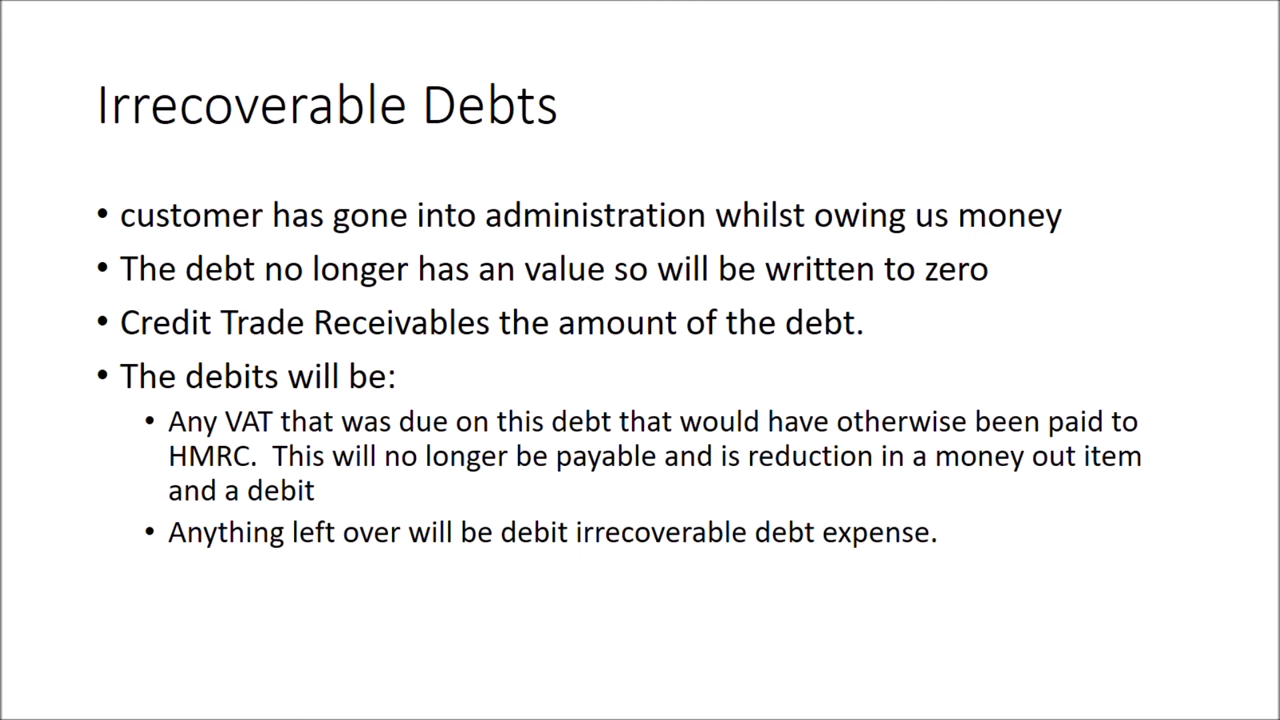 Irrecoverable Debts
• customer has gone into administration whilst owing us money
• The debt no longer has an value so will be written to zero
• Credit Trade Receivables the amount of the debt.
• The debits will be:
• Any VAT that was due on this debt that would have otherwise been paid to
HMRC.  This will no longer be payable and is reduction in a money out item
and a debit
• Anything left over will be debit irrecoverable debt expense.